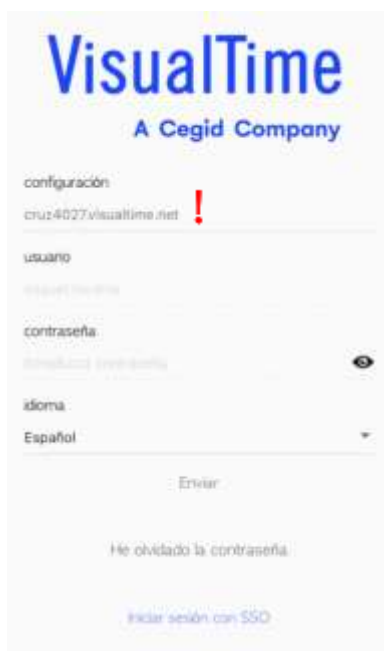 VisualTime
A Cegid Company
configuración
cruz4027.visualtime.net !
usuario
contraseña
idioma
Español
Enviar
He olvidado la contraseña
Iniciar sesión con SSO